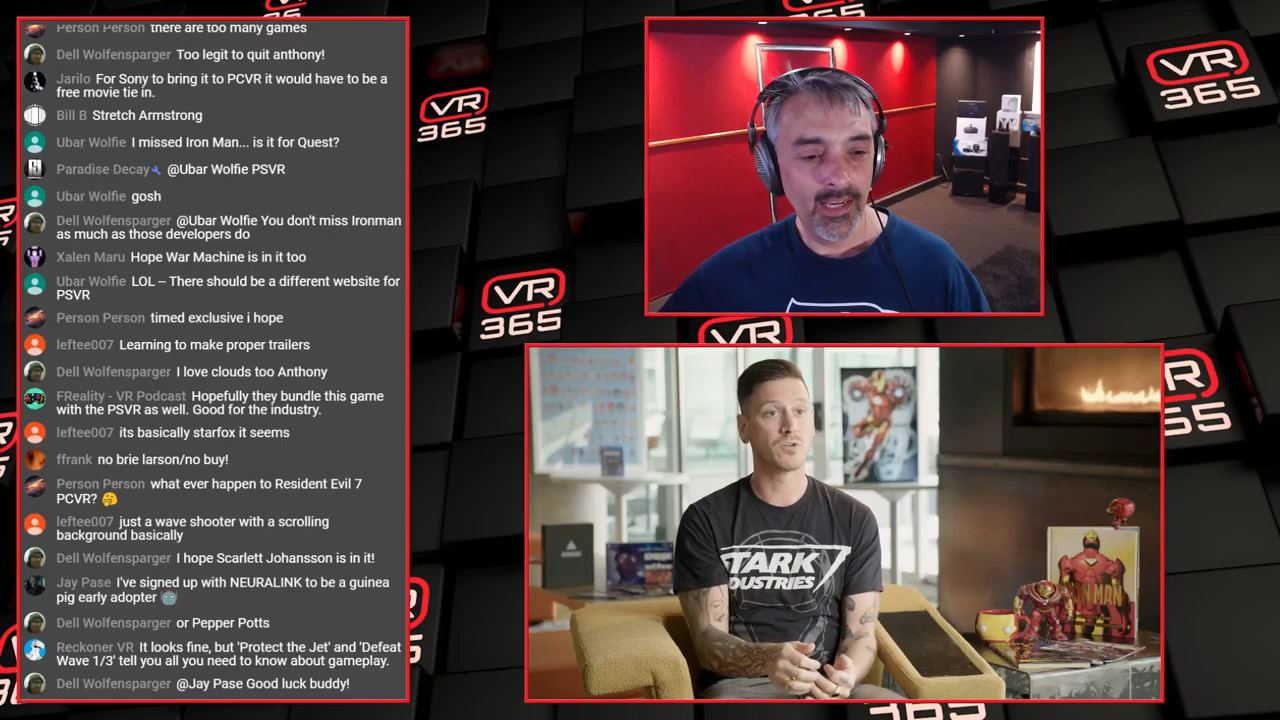 Person Person there are too many games
Dell Wolfensparger Too legit to quit anthony!
Jarilo For Sony to bring it to PCVR it would have to be a
free movie tie in.
Bill B Stretch Armstrong
Ubar Wolfie I missed Iron Man... is it for Quest?
Paradise Decay @Ubar Wolfie PSVR
Ubar Wolfie gosh
Dell Wolfensparger @Ubar Wolfie You don't miss Ironman
as much as those developers do
Xalen Maru Hope War Machine is in it too
Ubar Wolfie LOL – There should be a different website for
PSVR
Person Person timed exclusive i hope
leftee007 Learning to make proper trailers
Dell Wolfensparger I love clouds too Anthony
FReality - VR Podcast Hopefully they bundle this game
with the PSVR as well. Good for the industry.
leftee007 its basically starfox it seems
ffrank no brie larson/no buy!
Person Person what ever happen to Resident Evil 7
PCVR? 🤔
leftee007 just a wave shooter with a scrolling
background basically
Dell Wolfensparger I hope Scarlett Johansson is in it!
Jay Pase I've signed up with NEURALINK to be a guinea
pig early adopter 🤖
Dell Wolfensparger or Pepper Potts
Reckoner VR It looks fine, but 'Protect the Jet' and 'Defeat
Wave 1/3' tell you all you need to know about gameplay.
Dell Wolfensparger @Jay Pase Good luck buddy!
VR
365
VR
365
VR
365
VR
365
STARK
INDUSTRIES
IRON MAN